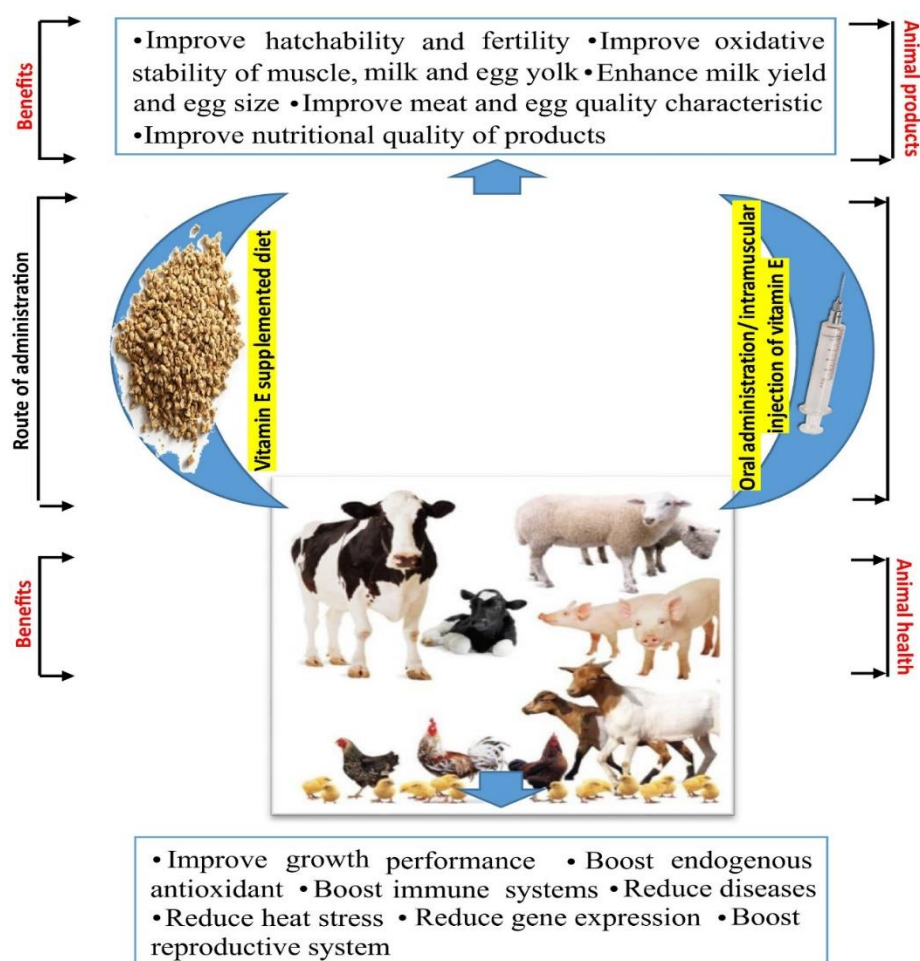 •Improve hatchability and fertility •Improve oxidative
stability of muscle, milk and egg yolk •Enhance milk yield
and egg size •Improve meat and egg quality characteristic
•Improve nutritional quality of products
Benefits
Animal products
Route of administration
Vitamin E supplemented diet
Oral administration/ intramuscular
injection of vitamin E
Benefits
Animal health
•Improve growth performance •Boost endogenous
antioxidant •Boost immune systems •Reduce diseases
•Reduce heat stress •Reduce gene expression •Boost
reproductive system